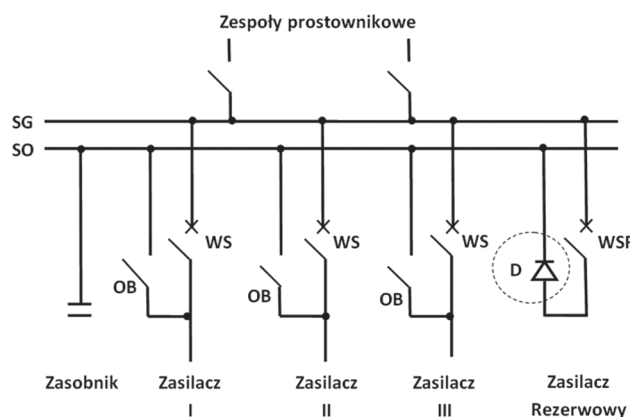 Zespoły prostownikowe
SG
SO
WS
WS
WS
WSR
OB
OB
OB
D
Zasobnik
Zasilacz
I
Zasilacz
II
Zasilacz
III
Zasilacz
Rezerwowy